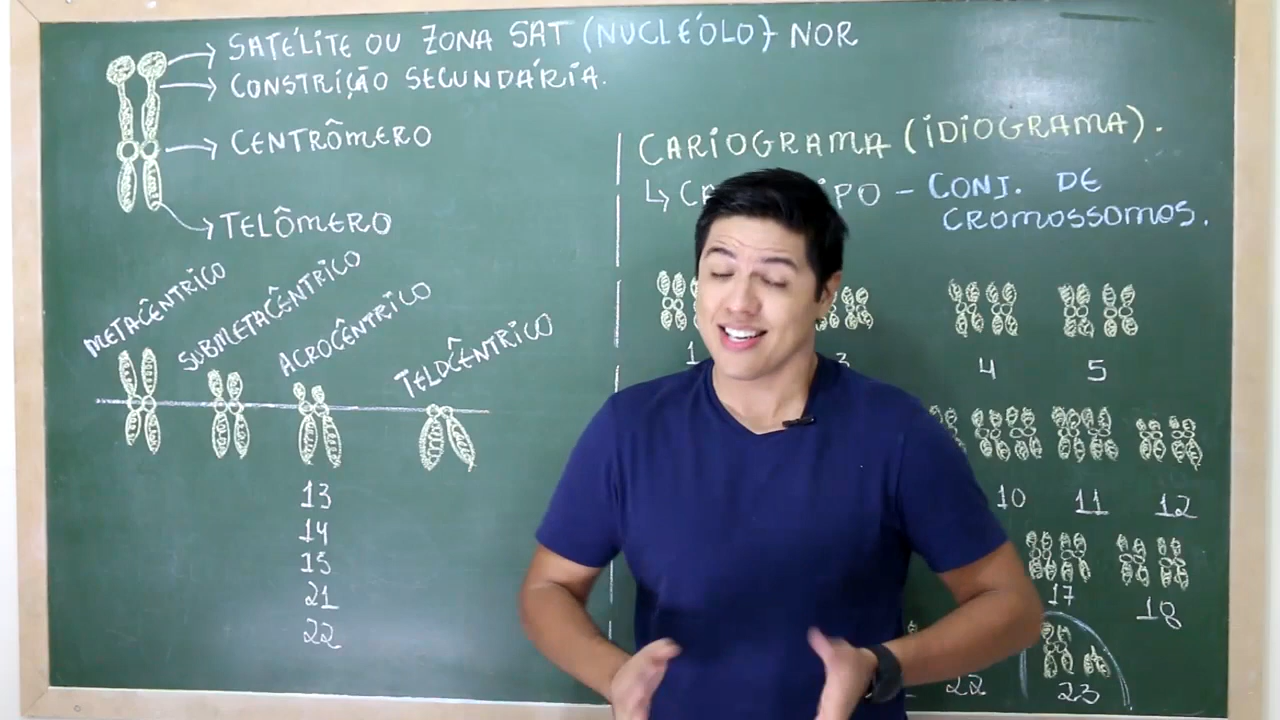 SATÉLITE OU ZONA SAT (NUCLÉOLO) NOR
CONSTRIÇÃO SECUNDÁRIA.
CENTRÔMERO
TELÔMERO
METACÊNTRICO
SUBMETACÊNTRICO
ACROCÊNTRICO
TELOCÊNTRICO
13
14
15
21
22
CARIOGRAMA (IDIOGRAMA).
↳ – CONJ. DE
CROMOSSOMOS.
1 3 4 5
10 11 12
17 18
22 23